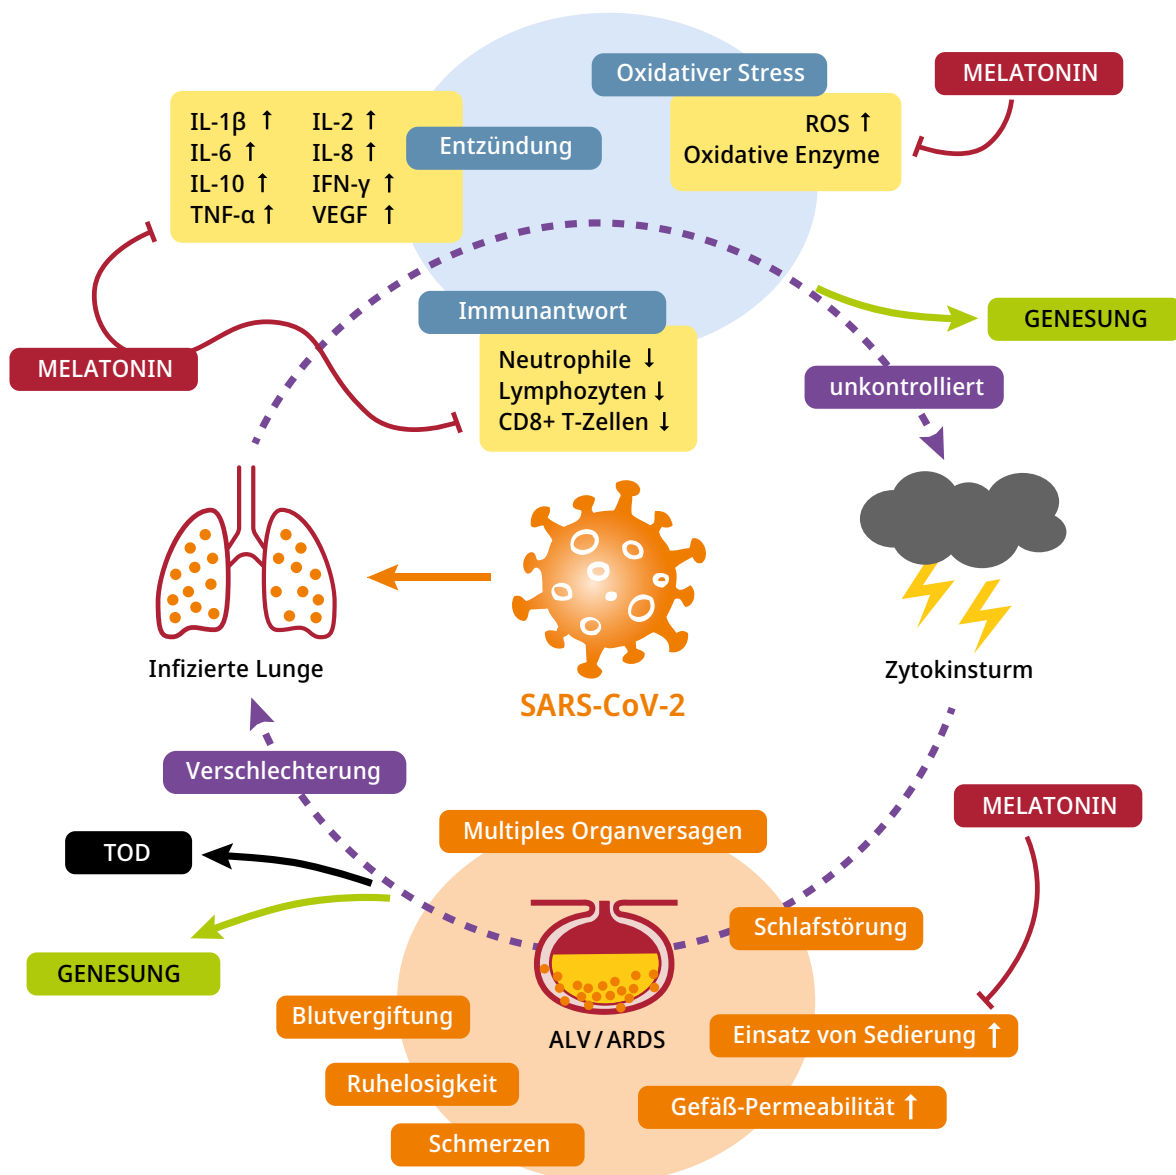 Oxidativer Stress
MELATONIN
ROS ↑
Oxidative Enzyme
IL-1β ↑ IL-2 ↑
IL-6 ↑ IL-8 ↑
IL-10 ↑ IFN-γ ↑
TNF-α ↑ VEGF ↑
Entzündung
Immunantwort
Neutrophile ↓
Lymphozyten ↓
CD8+ T-Zellen ↓
GENESUNG
MELATONIN
unkontrolliert
Infizierte Lunge
SARS-CoV-2
Zytokinsturm
Verschlechterung
MELATONIN
Multiples Organversagen
TOD
Schlafstörung
GENESUNG
Blutvergiftung
ALV / ARDS
Einsatz von Sedierung ↑
Ruhelosigkeit
Gefäß-Permeabilität ↑
Schmerzen